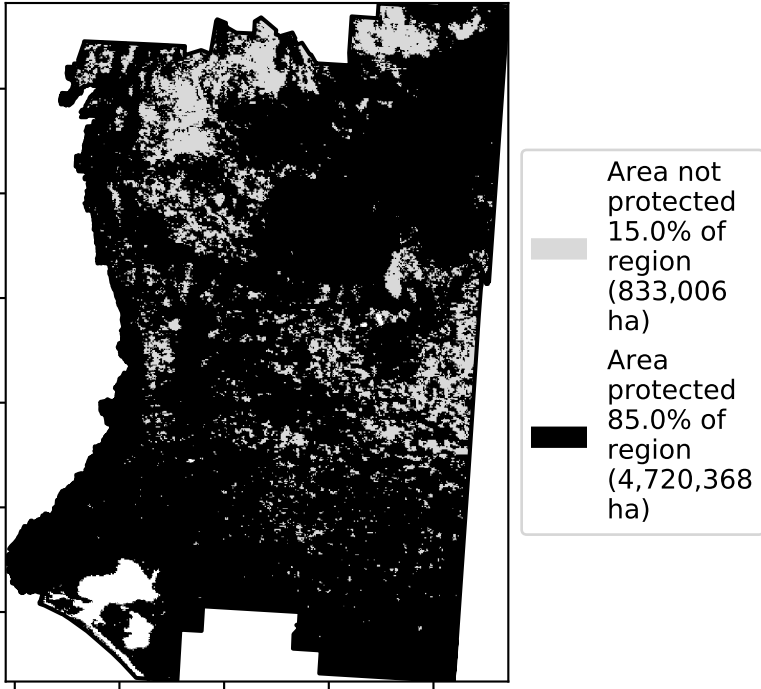 Area not
protected
15.0% of
region
(833,006
ha)
Area
protected
85.0% of
region
(4,720,368
ha)